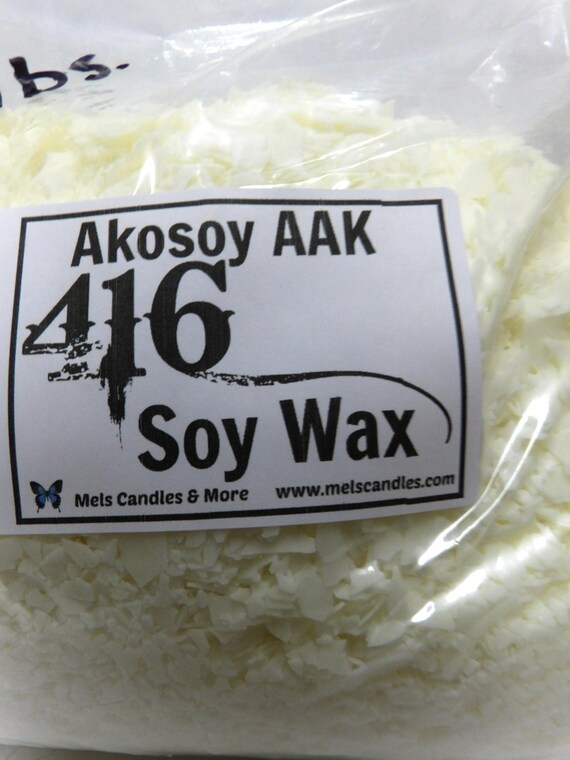 lbs.
Akosoy AAK
416
Soy Wax
Mels Candles & More www.melscandles.com